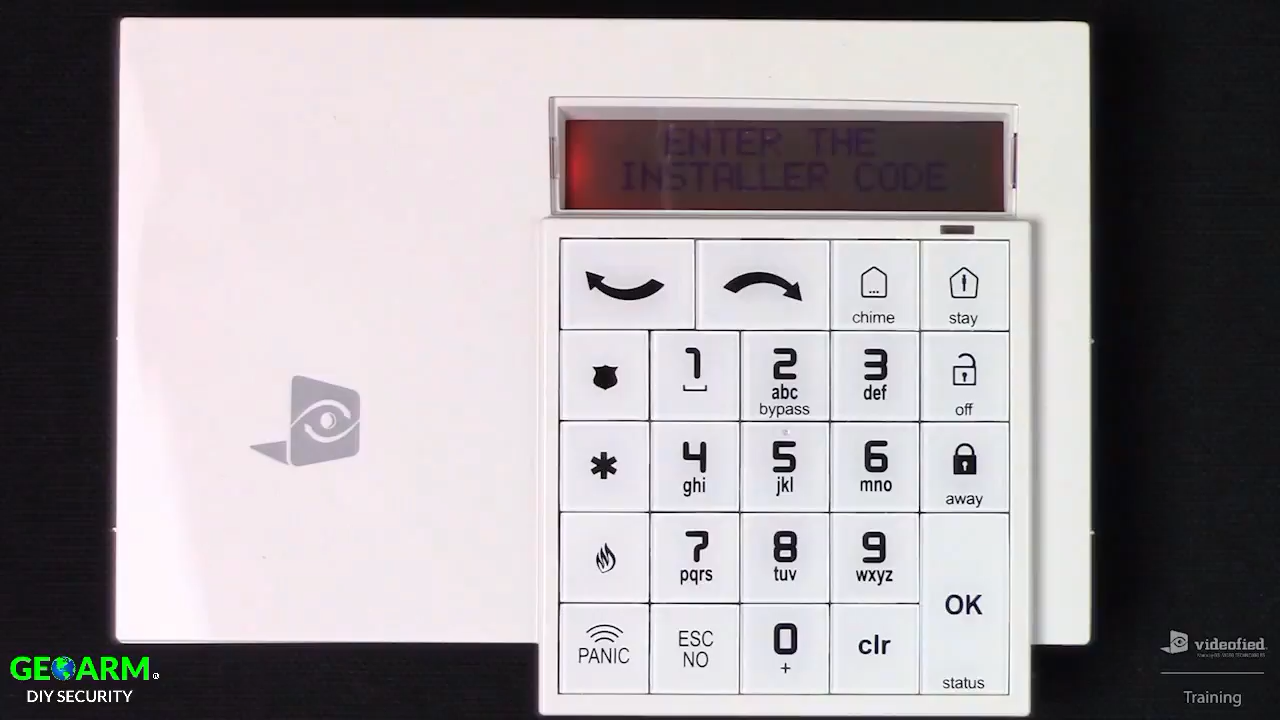 ENTER THE
INSTALLER CODE
chime
stay
1
2
abc
bypass
3
def
off
4
ghi
5
jkl
6
mno
away
7
pqrs
8
tuv
9
wxyz
OK
status
PANIC
ESC
NO
0
+
clr
GEOARM®
DIY SECURITY
videofied
Training